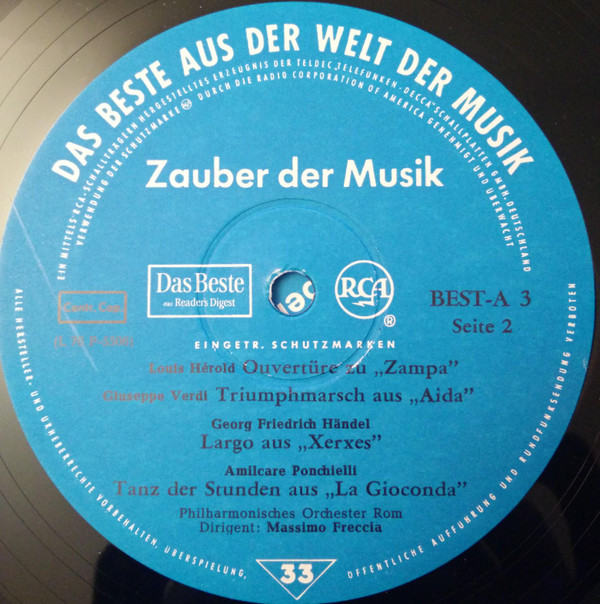 DAS BESTE AUS DER WELT DER MUSIK
EIN MITTELS-RCA-SCHALLTRÄGERN HERGESTELLTES ERZEUGNIS DER TELDEC „TELEFUNKEN-DECCA” SCHALLPLATTEN GMBH, DEUTSCHLAND
VERWENDUNG DER SCHUTZMARKE RCA DURCH DIE RADIO CORPORATION OF AMERICA GENEHMIGT UND ÜBERWACHT
Zauber der Musik
Das Beste
aus Reader's Digest
RCA
®
BEST-A 3
Seite 2
EINGETR. SCHUTZMARKEN
Louis Hérold Ouvertüre zu „Zampa”
Giuseppe Verdi Triumphmarsch aus „Aida”
Georg Friedrich Händel
Largo aus „Xerxes”
Amilcare Ponchielli
Tanz der Stunden aus „La Gioconda”
Philharmonisches Orchester Rom
Dirigent: Massimo Freccia
33
ALLE HERSTELLER- UND URHEBERRECHTE VORBEHALTEN, ÜBERSPIELUNG, ÖFFENTLICHE AUFFÜHRUNG UND RUNDFUNKSENDUNG VERBOTEN